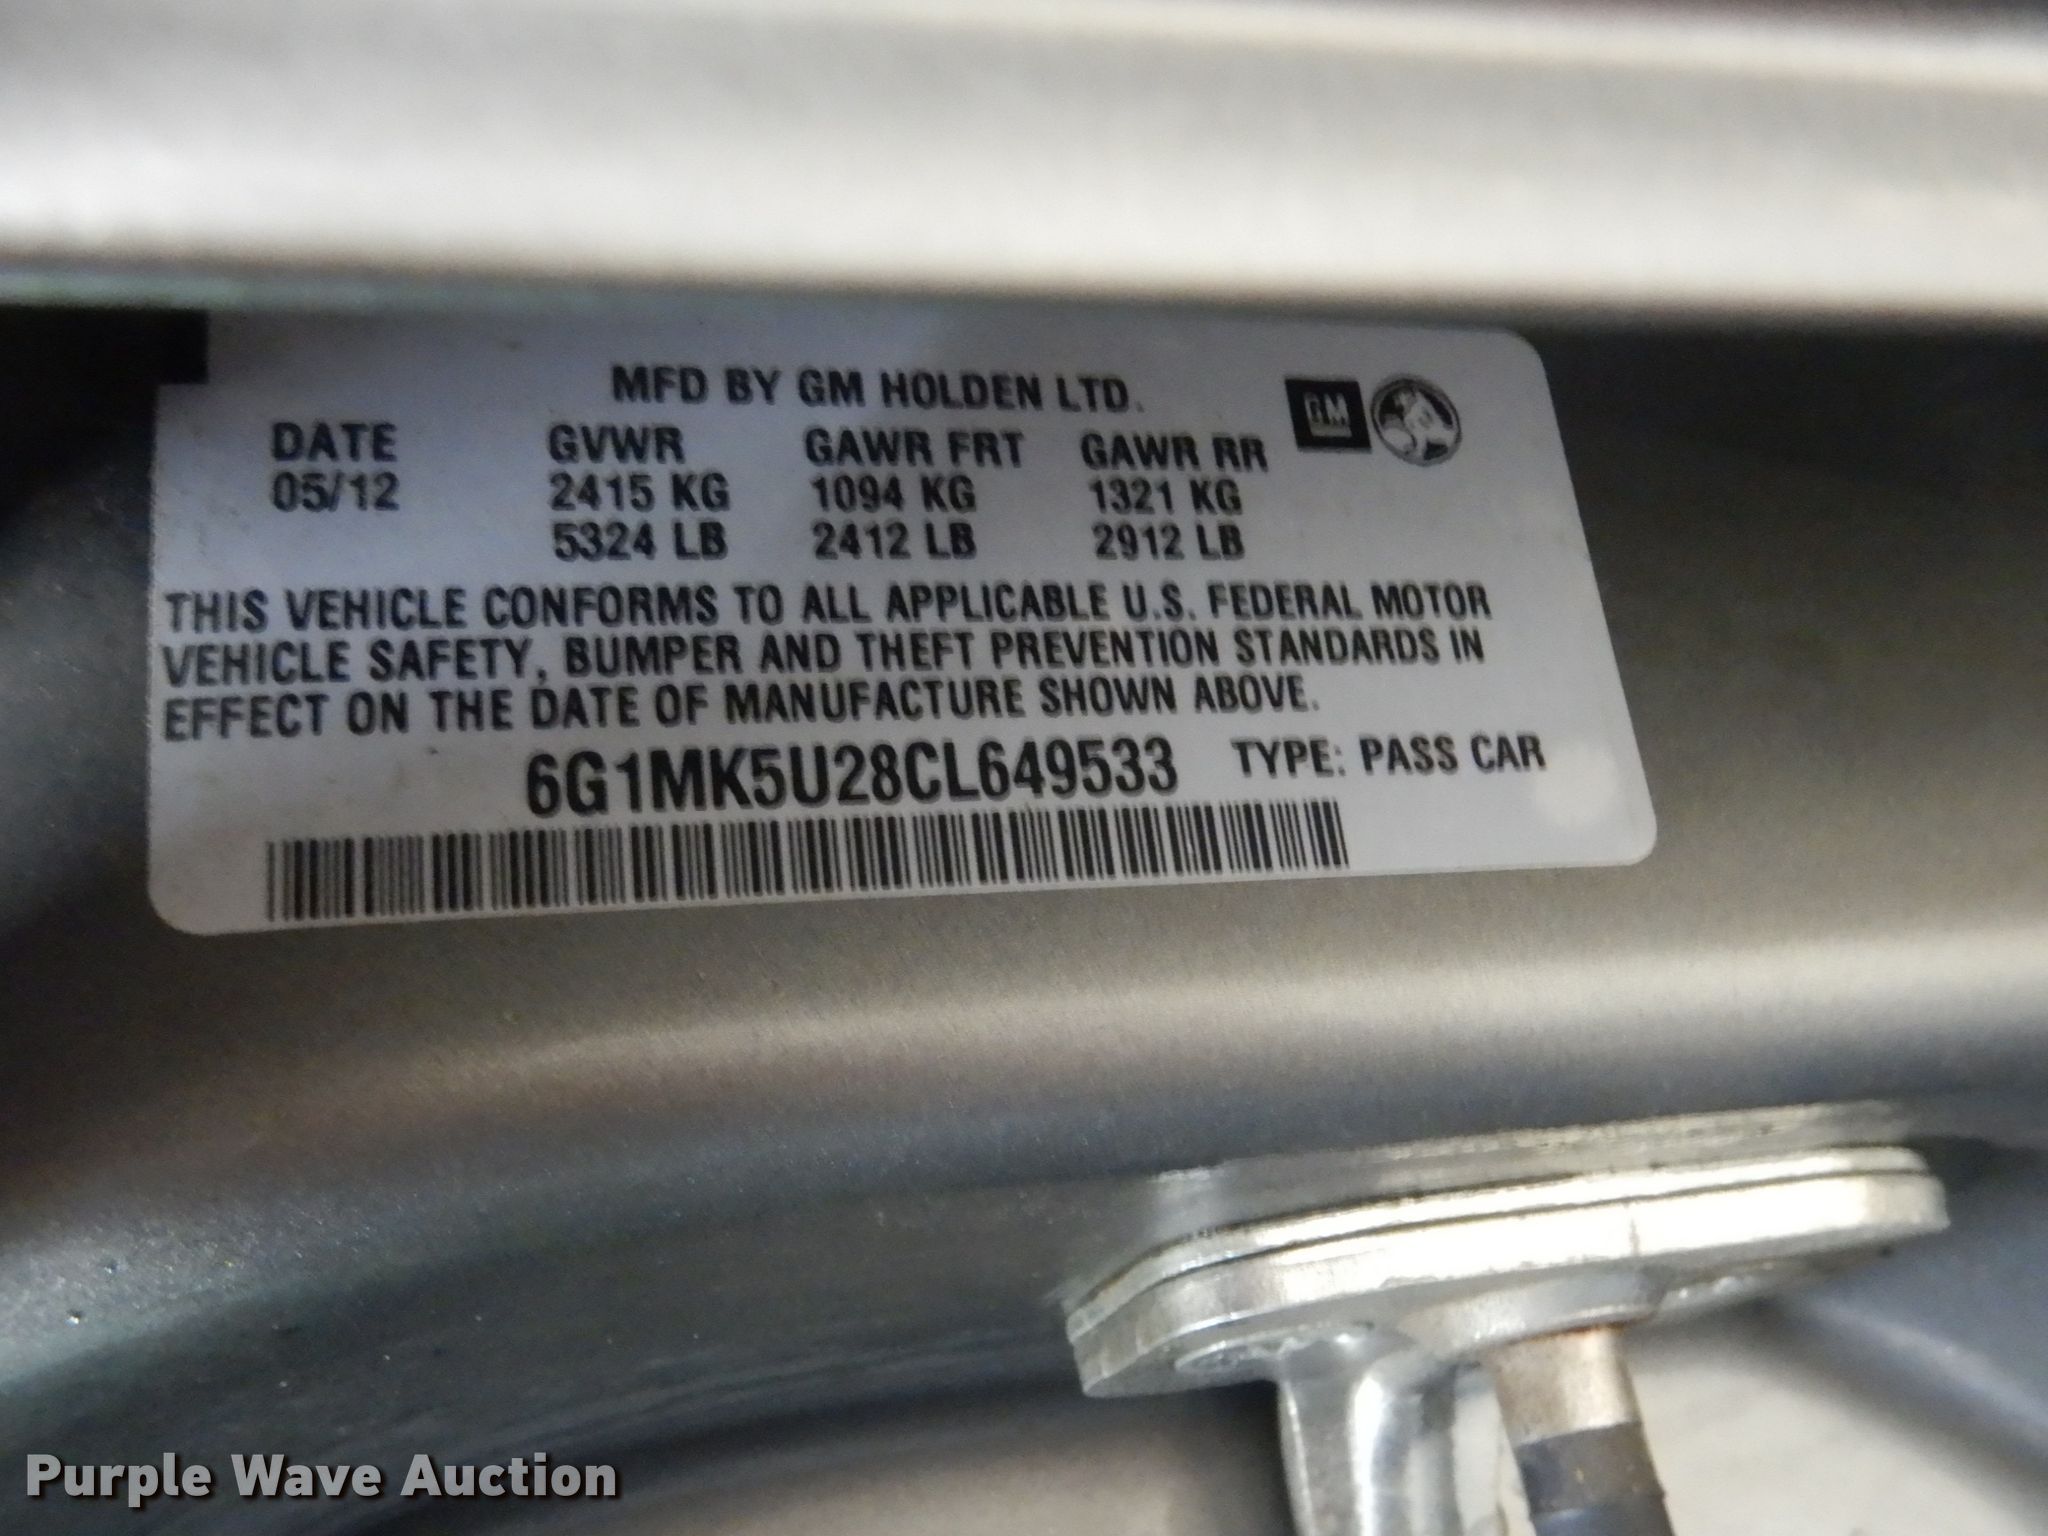 MFD BY GM HOLDEN LTD.
GM
DATE GVWR GAWR FRT GAWR RR
05/12 2415 KG 1094 KG 1321 KG
5324 LB 2412 LB 2912 LB
THIS VEHICLE CONFORMS TO ALL APPLICABLE U.S. FEDERAL MOTOR
VEHICLE SAFETY, BUMPER AND THEFT PREVENTION STANDARDS IN
EFFECT ON THE DATE OF MANUFACTURE SHOWN ABOVE.
6G1MK5U28CL649533 TYPE: PASS CAR
Purple Wave Auction